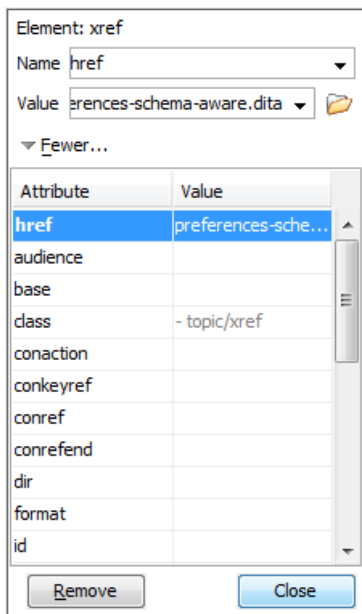 Element: xref
Name href
Value erences-schema-aware.dita
Fewer...
Attribute Value
href preferences-sche...
audience
base
class - topic/xref
conaction
conkeyref
conref
conrefend
dir
format
id
Remove Close